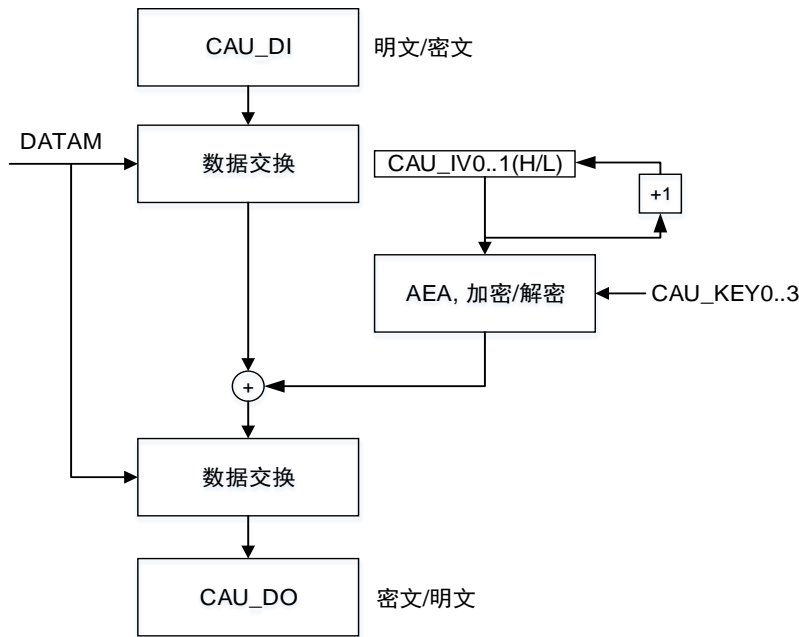 CAU_DI
明文/密文
DATAM
数据交换
CAU_IV0..1(H/L)
+1
AEA, 加密/解密
CAU_KEY0..3
+
数据交换
CAU_DO
密文/明文